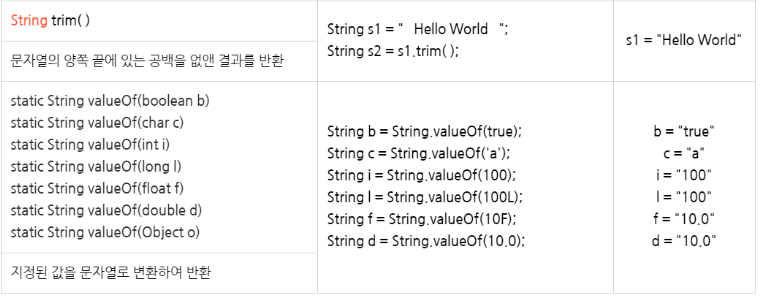 String trim( )
문자열의 양쪽 끝에 있는 공백을 없앤 결과를 반환
String s1 = "   Hello World   ";
String s2 = s1.trim( );
s1 = "Hello World"
static String valueOf(boolean b)
static String valueOf(char c)
static String valueOf(int i)
static String valueOf(long l)
static String valueOf(float f)
static String valueOf(double d)
static String valueOf(Object o)
지정된 값을 문자열로 변환하여 반환
String b = String.valueOf(true);
String c = String.valueOf('a');
String i = String.valueOf(100);
String l = String.valueOf(100L);
String f = String.valueOf(10F);
String d = String.valueOf(10.0);
b = "true"
c = "a"
i = "100"
l = "100"
f = "10.0"
d = "10.0"